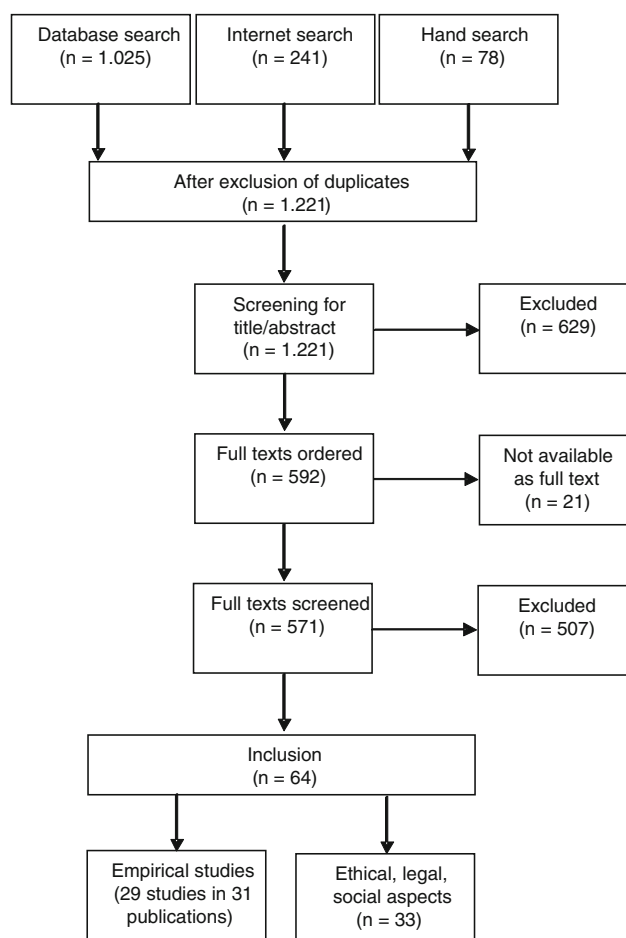 Database search
(n = 1.025)
Internet search
(n = 241)
Hand search
(n = 78)
After exclusion of duplicates
(n = 1.221)
Screening for
title/abstract
(n = 1.221)
Excluded
(n = 629)
Full texts ordered
(n = 592)
Not available
as full text
(n = 21)
Full texts screened
(n = 571)
Excluded
(n = 507)
Inclusion
(n = 64)
Empirical studies
(29 studies in 31
publications)
Ethical, legal,
social aspects
(n = 33)